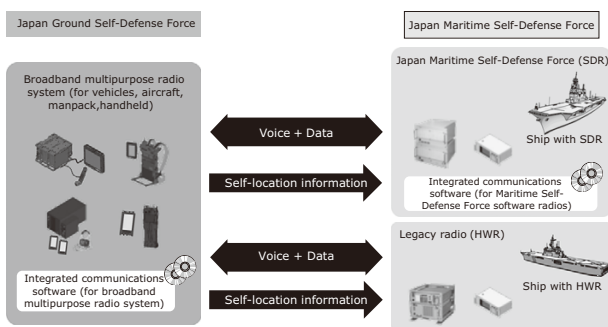 Japan Ground Self-Defense Force
Broadband multipurpose radio
system (for vehicles, aircraft,
manpack,handheld)
Integrated communications
software (for broadband
multipurpose radio system)
Voice + Data
Self-location information
Voice + Data
Self-location information
Japan Maritime Self-Defense Force
Japan Maritime Self-Defense Force (SDR)
Ship with SDR
Integrated communications
software (for Maritime Self-
Defense Force software radios)
Legacy radio (HWR)
Ship with HWR